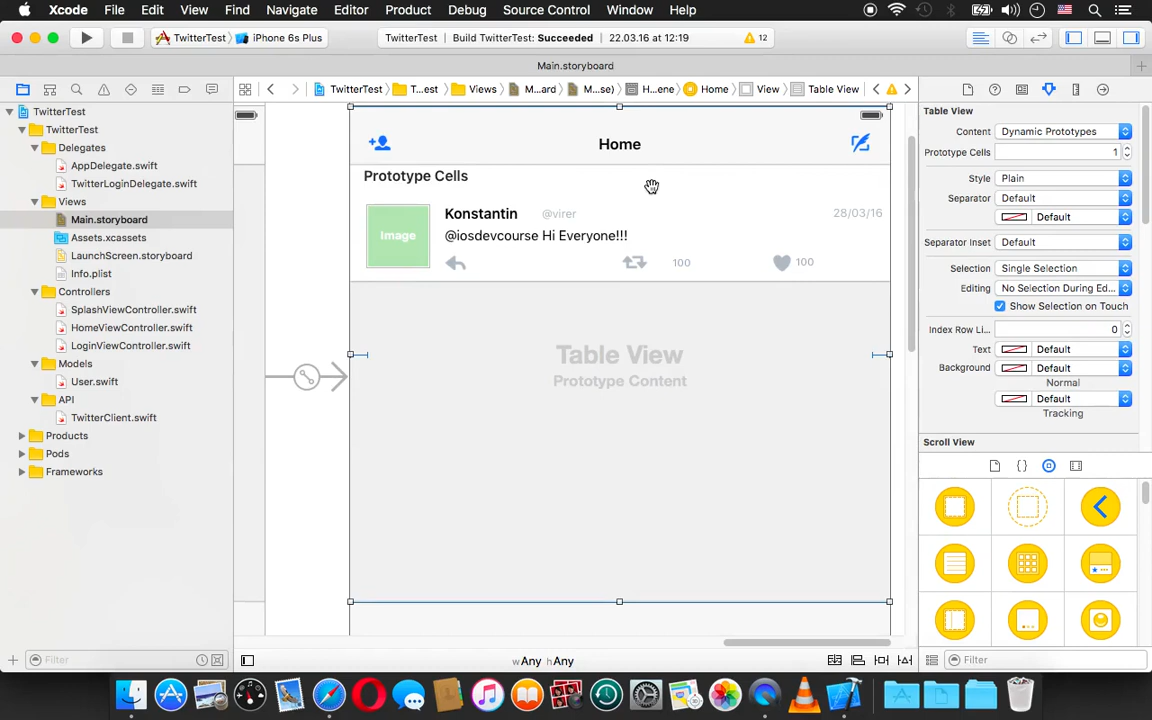 Xcode File Edit View Find Navigate Editor Product Debug Source Control Window Help
TwitterTest iPhone 6s Plus TwitterTest Build TwitterTest: Succeeded 22.03.16 at 12:19 12
Main.storyboard
TwitterTest T...est Views M...ard M...se) H...ene Home View Table View
TwitterTest
TwitterTest
Delegates
AppDelegate.swift
TwitterLoginDelegate.swift
Views
Main.storyboard
Assets.xcassets
LaunchScreen.storyboard
Info.plist
Controllers
SplashViewController.swift
HomeViewController.swift
LoginViewController.swift
Models
User.swift
API
TwitterClient.swift
Products
Pods
Frameworks
Filter
Home
Prototype Cells
Image
Konstantin @virer 28/03/16
@iosdevcourse Hi Everyone!!!
100 100
Table View
Prototype Content
wAny hAny
Table View
Content Dynamic Prototypes
Prototype Cells 1
Style Plain
Separator Default
Default
Separator Inset Default
Selection Single Selection
Editing No Selection During Ed...
Show Selection on Touch
Index Row Li... 0
Text Default
Background Default
Normal
Default
Tracking
Scroll View
Filter